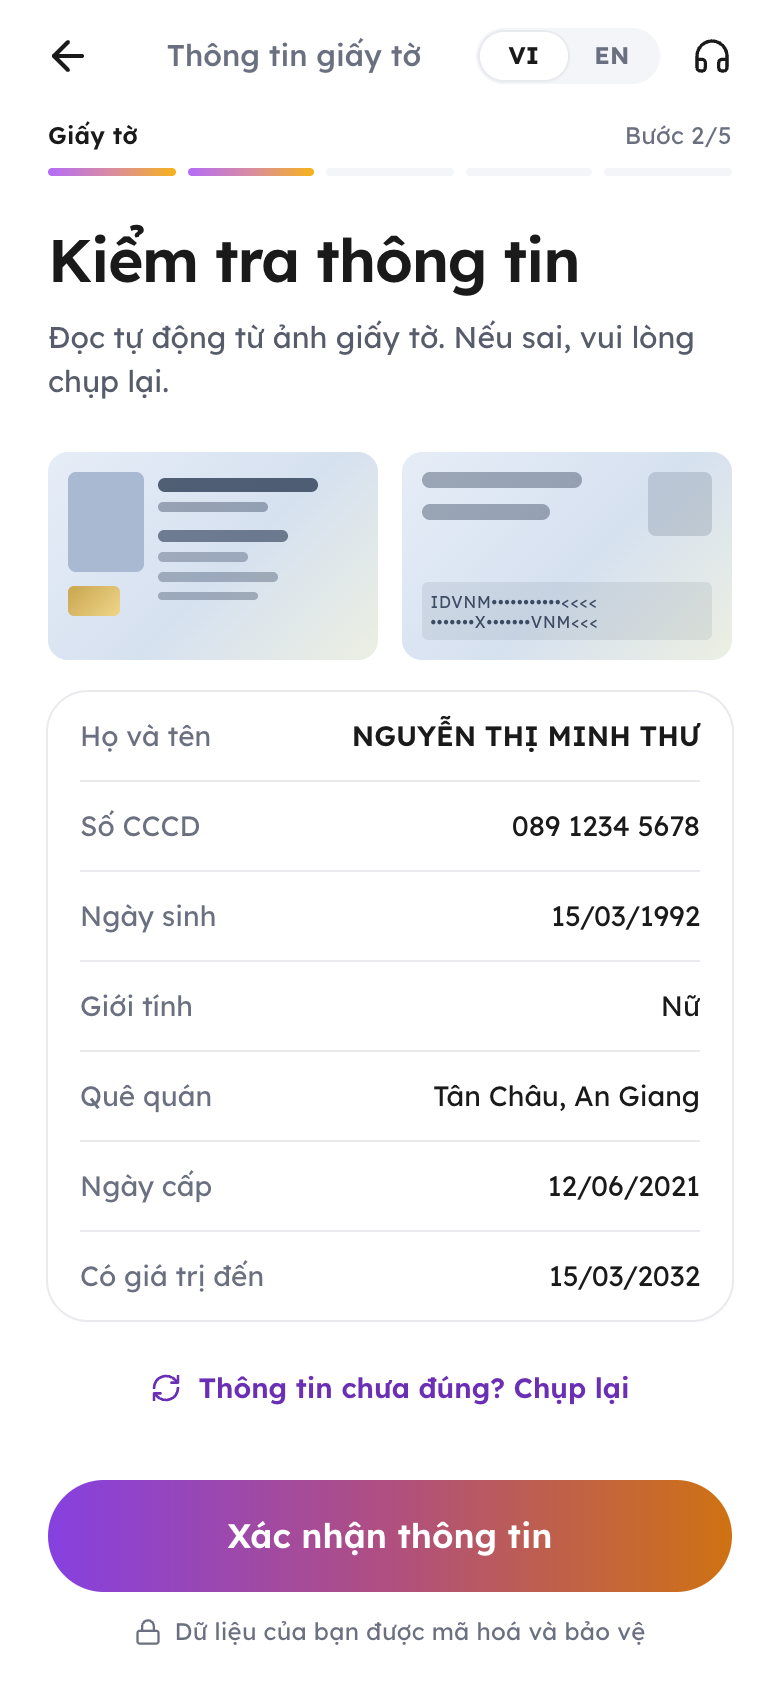 Thông tin giấy tờ
VI EN
Giấy tờ
Bước 2/5
Kiểm tra thông tin
Đọc tự động từ ảnh giấy tờ. Nếu sai, vui lòng
chụp lại.
IDVNM•••••••••••<<<<
•••••••X•••••••VNM<<<
Họ và tên NGUYỄN THỊ MINH THƯ
Số CCCD 089 1234 5678
Ngày sinh 15/03/1992
Giới tính Nữ
Quê quán Tân Châu, An Giang
Ngày cấp 12/06/2021
Có giá trị đến 15/03/2032
Thông tin chưa đúng? Chụp lại
Xác nhận thông tin
Dữ liệu của bạn được mã hoá và bảo vệ